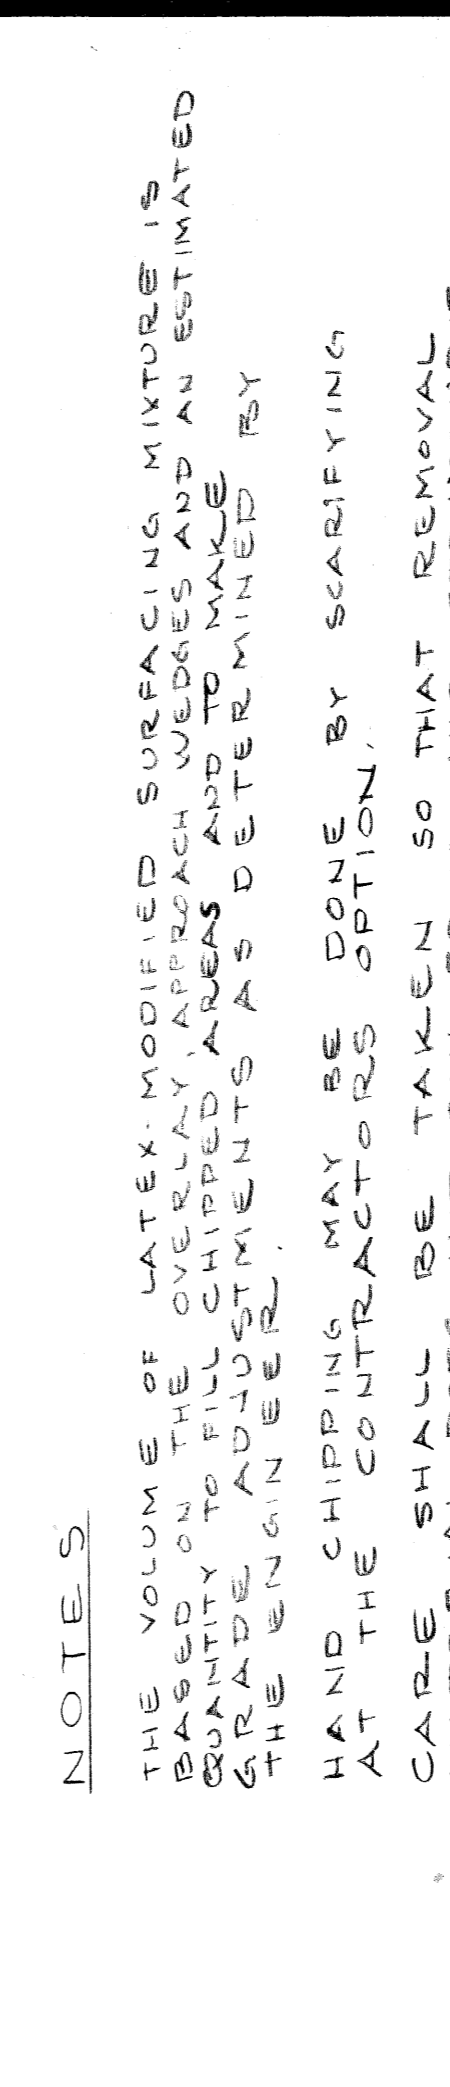 NOTES
THE VOLUME OF LATEX-MODIFIED SURFACING MIXTURE IS
BASED ON THE OVERLAY, APPROACH WEDGES AND AN ESTIMATED
QUANTITY TO FILL CHIPPED AREAS AND TO MAKE
GRADE ADJUSTMENTS AS DETERMINED BY
THE ENGINEER.
HAND CHIPPING MAY BE DONE BY SCARIFYING
AT THE CONTRACTORS OPTION.
CARE SHALL BE TAKEN SO THAT REMOVAL